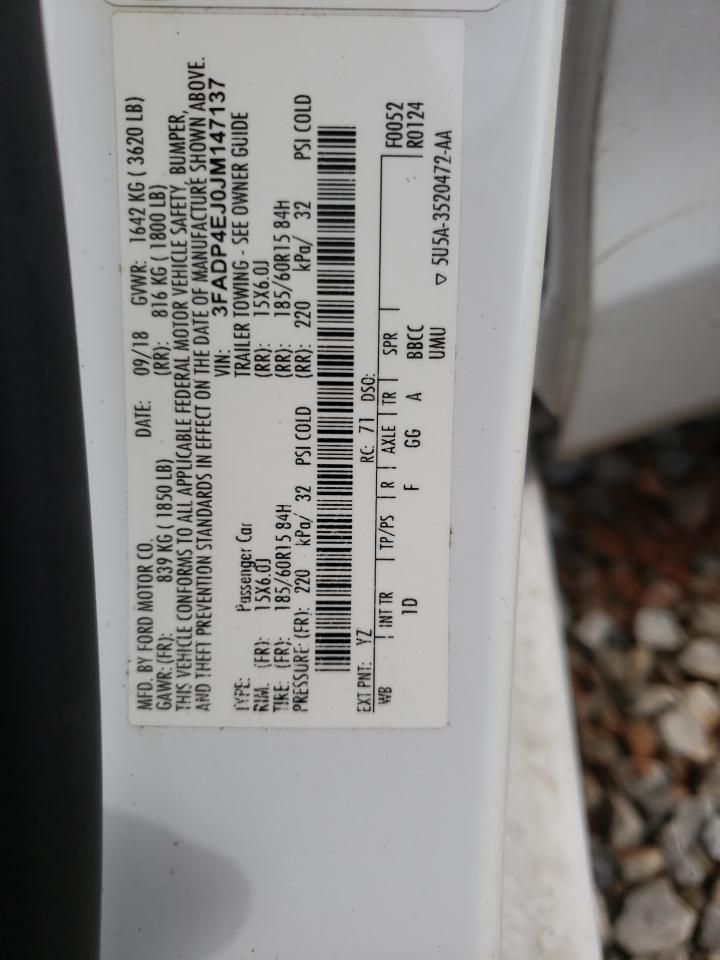 MFD. BY FORD MOTOR CO. DATE: 09/18 GVWR: 1642 KG ( 3620 LB)
GAWR: (FR): 839 KG ( 1850 LB) (RR): 816 KG ( 1800 LB)
THIS VEHICLE CONFORMS TO ALL APPLICABLE FEDERAL MOTOR VEHICLE SAFETY, BUMPER,
AND THEFT PREVENTION STANDARDS IN EFFECT ON THE DATE OF MANUFACTURE SHOWN ABOVE.
VIN: 3FADP4EJ0JM147137
TYPE: Passenger Car TRAILER TOWING - SEE OWNER GUIDE
RIM: (FR): 15X6.0J (RR): 15X6.0J
TIRE: (FR): 185/60R15 84H (RR): 185/60R15 84H
PRESSURE: (FR): 220 kPa/ 32 PSI COLD (RR): 220 kPa/ 32 PSI COLD
EXT PNT: YZ RC: 71 DSO:
WB INT TR TP/PS R AXLE TR SPR F0052
1D F GG A BBCC R0124
UMU ▽ 5U5A-3520472-AA